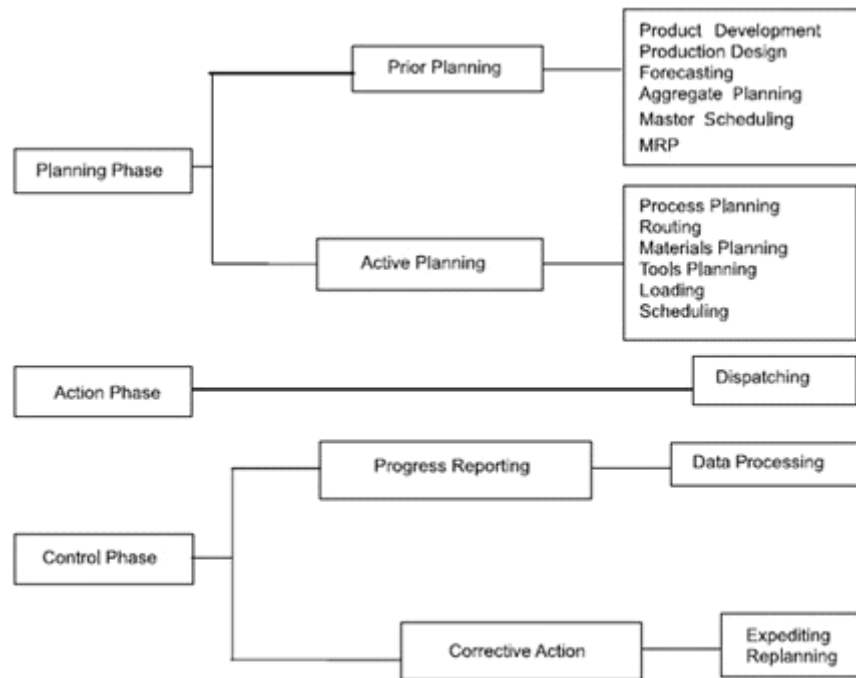 Prior Planning
Product Development
Production Design
Forecasting
Aggregate Planning
Master Scheduling
MRP
Planning Phase
Active Planning
Process Planning
Routing
Materials Planning
Tools Planning
Loading
Scheduling
Action Phase
Dispatching
Progress Reporting
Data Processing
Control Phase
Corrective Action
Expediting
Replanning